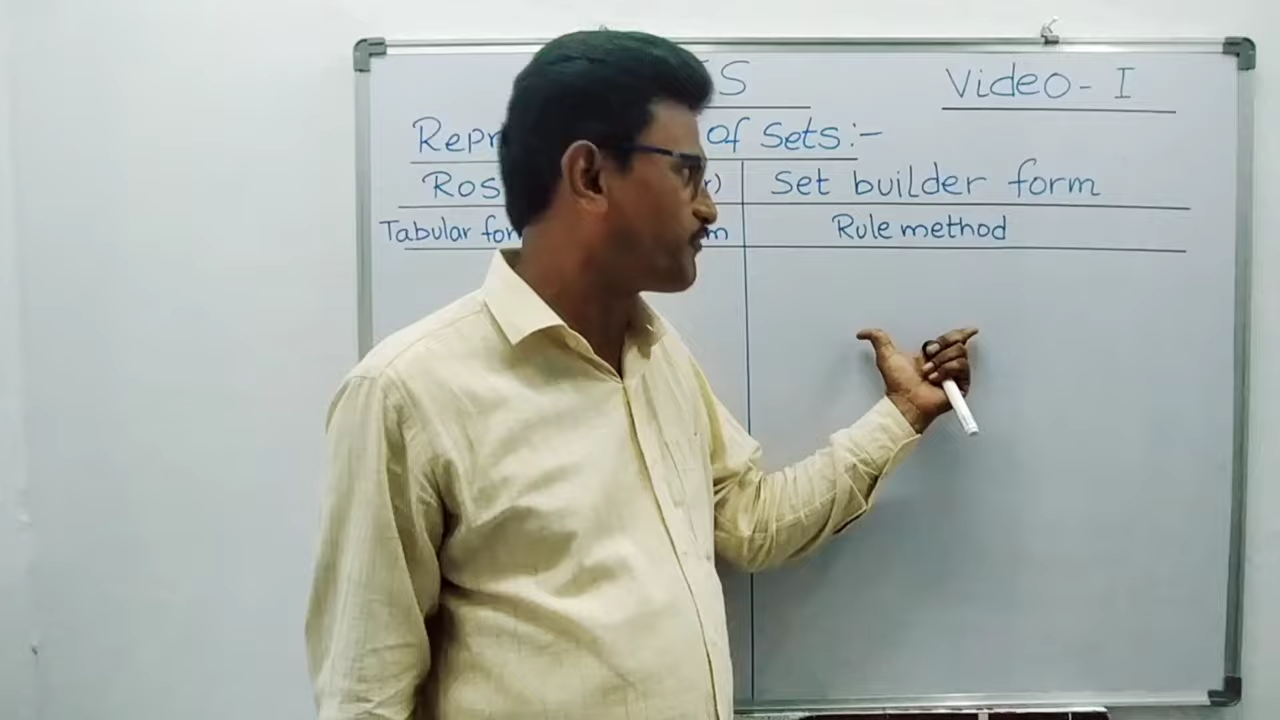 S Video - I
Repr of Sets :-
Ros r) Set builder form
Tabular for m Rule method